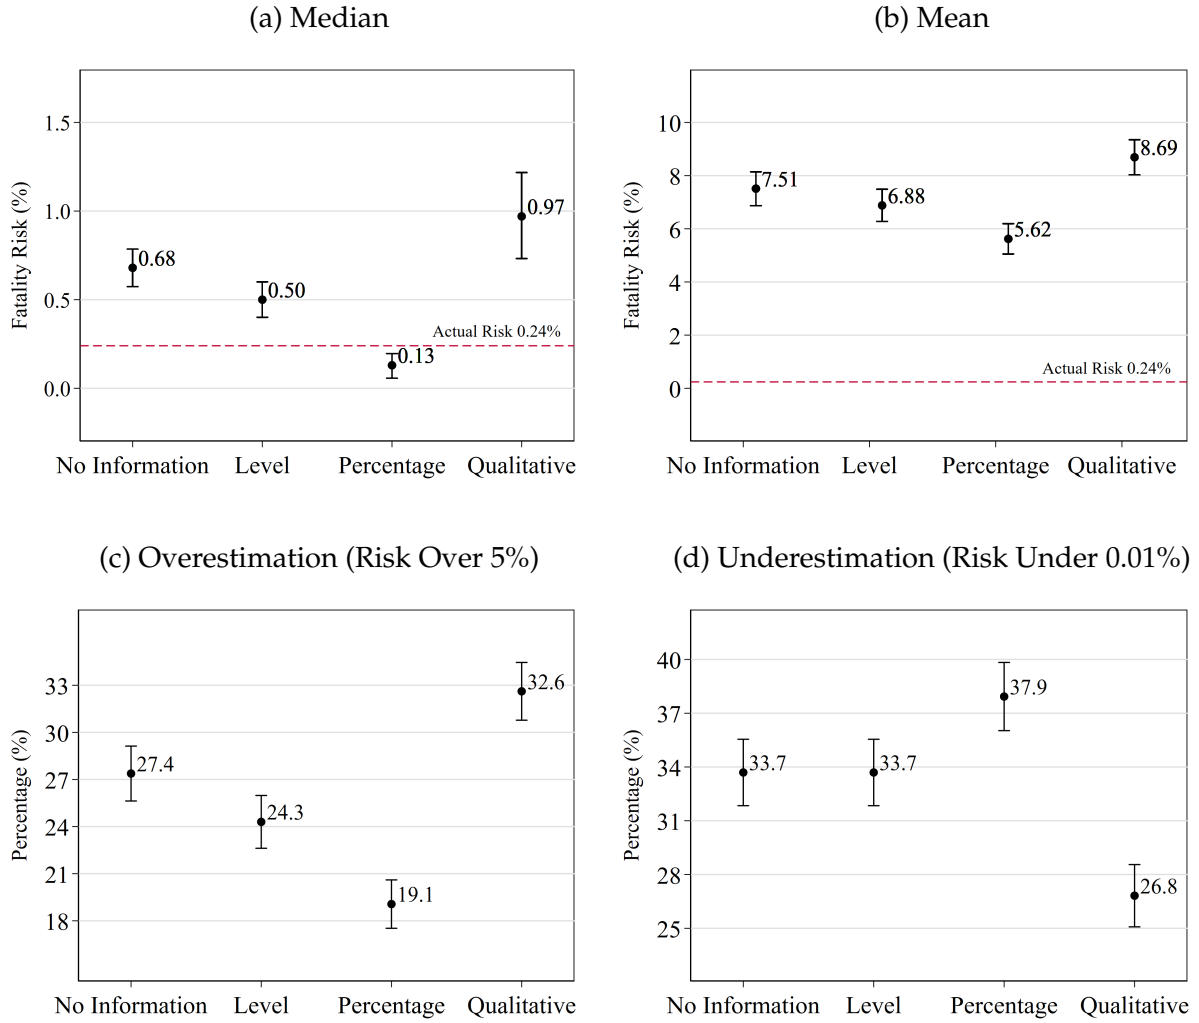 (a) Median
Fatality Risk (%)
1.5
1.0
0.5
0.0
0.68
0.50
0.13
0.97
Actual Risk 0.24%
No Information
Level
Percentage
Qualitative
(b) Mean
Fatality Risk (%)
10
8
6
4
2
0
7.51
6.88
5.62
8.69
Actual Risk 0.24%
No Information
Level
Percentage
Qualitative
(c) Overestimation (Risk Over 5%)
Percentage (%)
33
30
27
24
21
18
27.4
24.3
19.1
32.6
No Information
Level
Percentage
Qualitative
(d) Underestimation (Risk Under 0.01%)
Percentage (%)
40
37
34
31
28
25
33.7
33.7
37.9
26.8
No Information
Level
Percentage
Qualitative